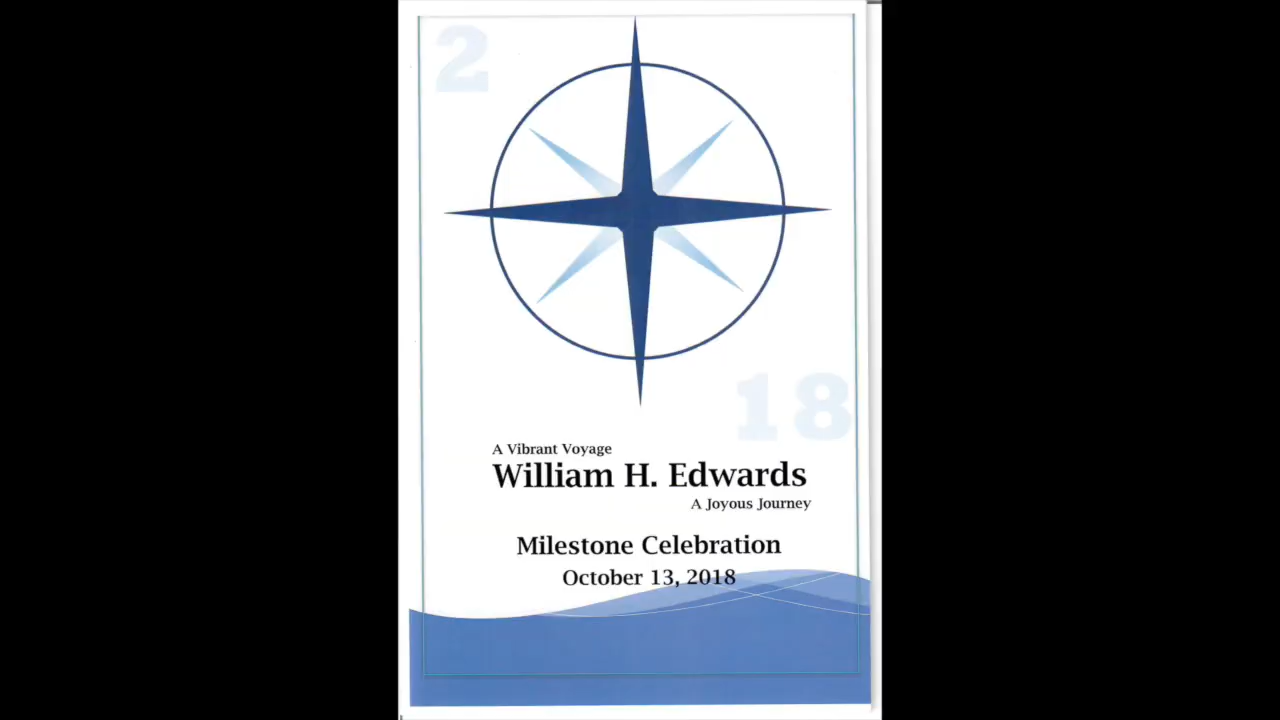 2
18
A Vibrant Voyage
William H. Edwards
A Joyous Journey
Milestone Celebration
October 13, 2018